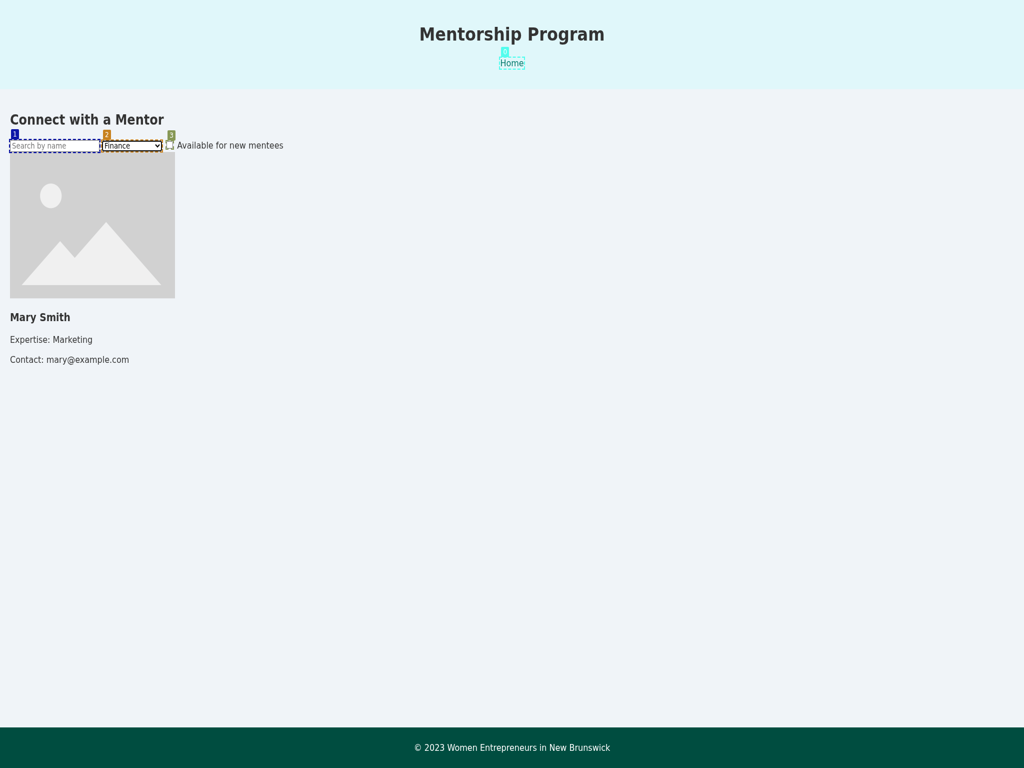 Mentorship Program
0
Home
Connect with a Mentor
1 2 3
Search by name Finance Available for new mentees
Mary Smith
Expertise: Marketing
Contact: mary@example.com
© 2023 Women Entrepreneurs in New Brunswick